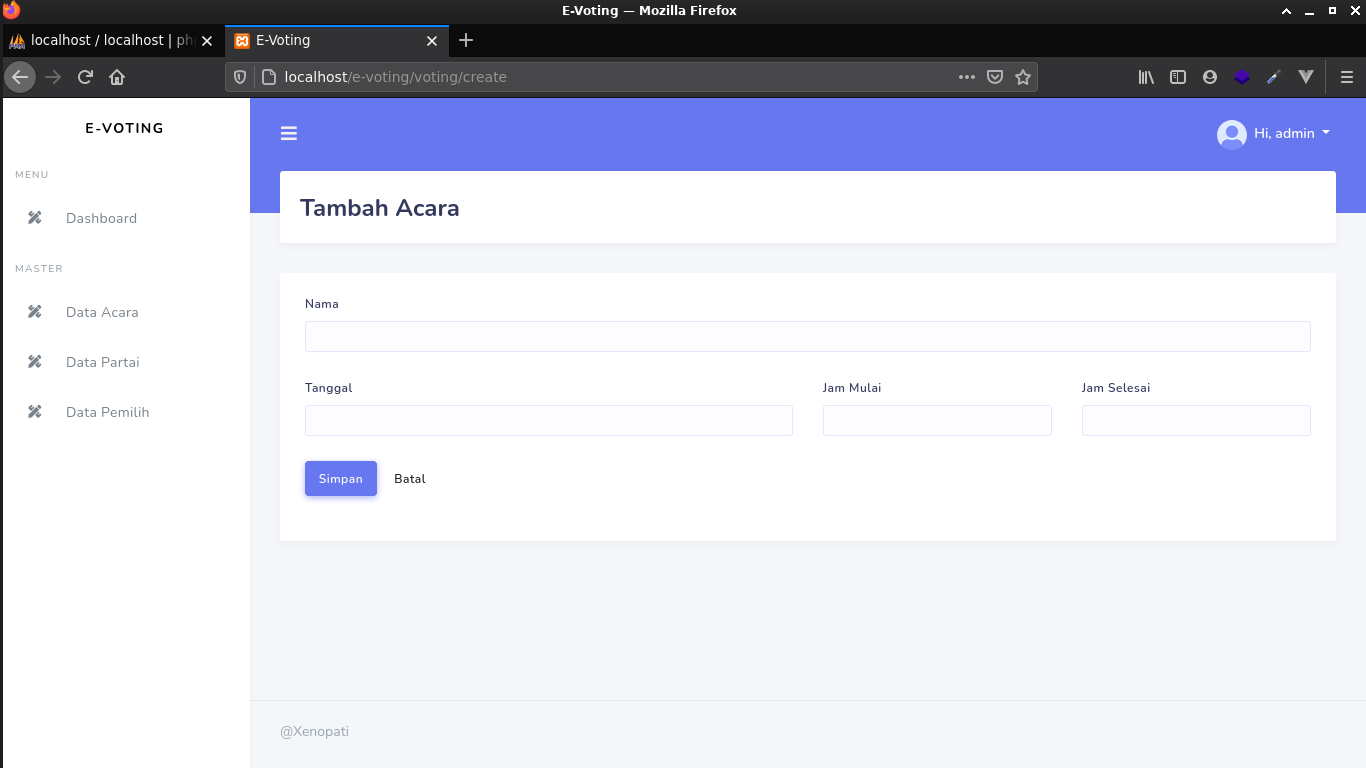 E-Voting — Mozilla Firefox
localhost / localhost | ph
E-Voting
localhost/e-voting/voting/create
E-VOTING
Hi, admin
MENU
Dashboard
MASTER
Data Acara
Data Partai
Data Pemilih
Tambah Acara
Nama
Tanggal Jam Mulai Jam Selesai
Simpan Batal
@Xenopati